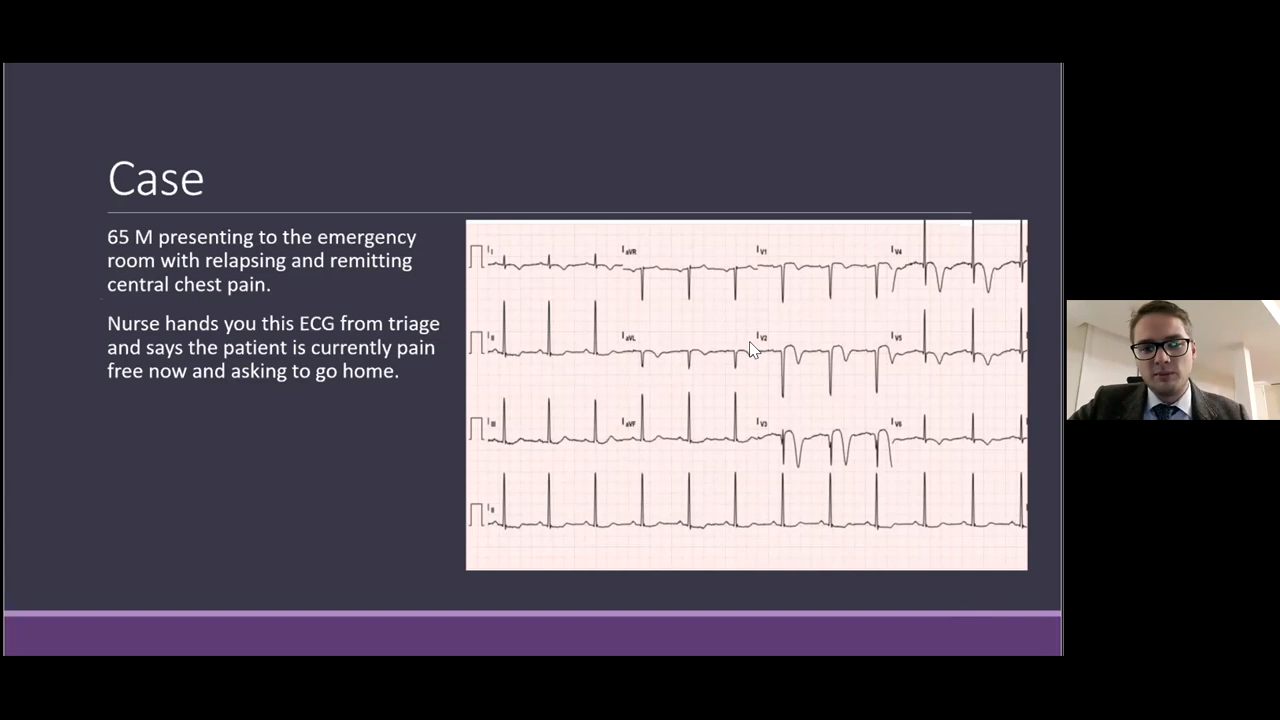 Case
65 M presenting to the emergency
room with relapsing and remitting
central chest pain.
Nurse hands you this ECG from triage
and says the patient is currently pain
free now and asking to go home.
I aVR V1 V4
II aVL V2 V5
III aVF V3 V6
II